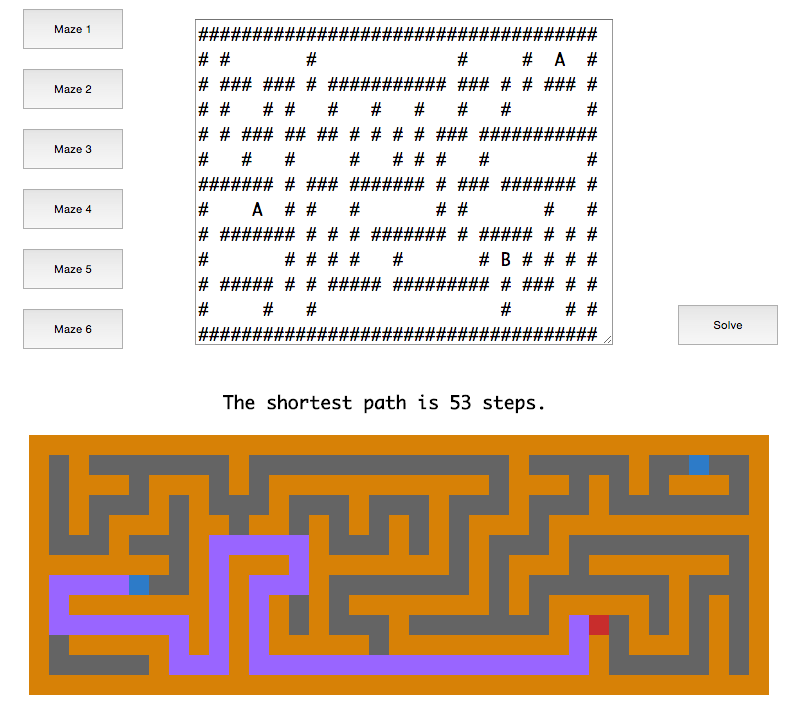 Maze 1
Maze 2
Maze 3
Maze 4
Maze 5
Maze 6
#####################################
# #       #             #     #  A  #
# ### ### # ########### ### # # ### #
# #   # #   #   #   #   #   #       #
# # ### ## ## # # # # ### ###########
#   #   #     #   # # #   #         #
####### # ### ####### # ### ####### #
#    A  # #   #       # #       #   #
# ####### # # # ####### # ##### # # #
#       # # # #   #       # B # # # #
# ##### # # ##### ######### # ### # #
#     #   #                 #     # #
#####################################
Solve
The shortest path is 53 steps.